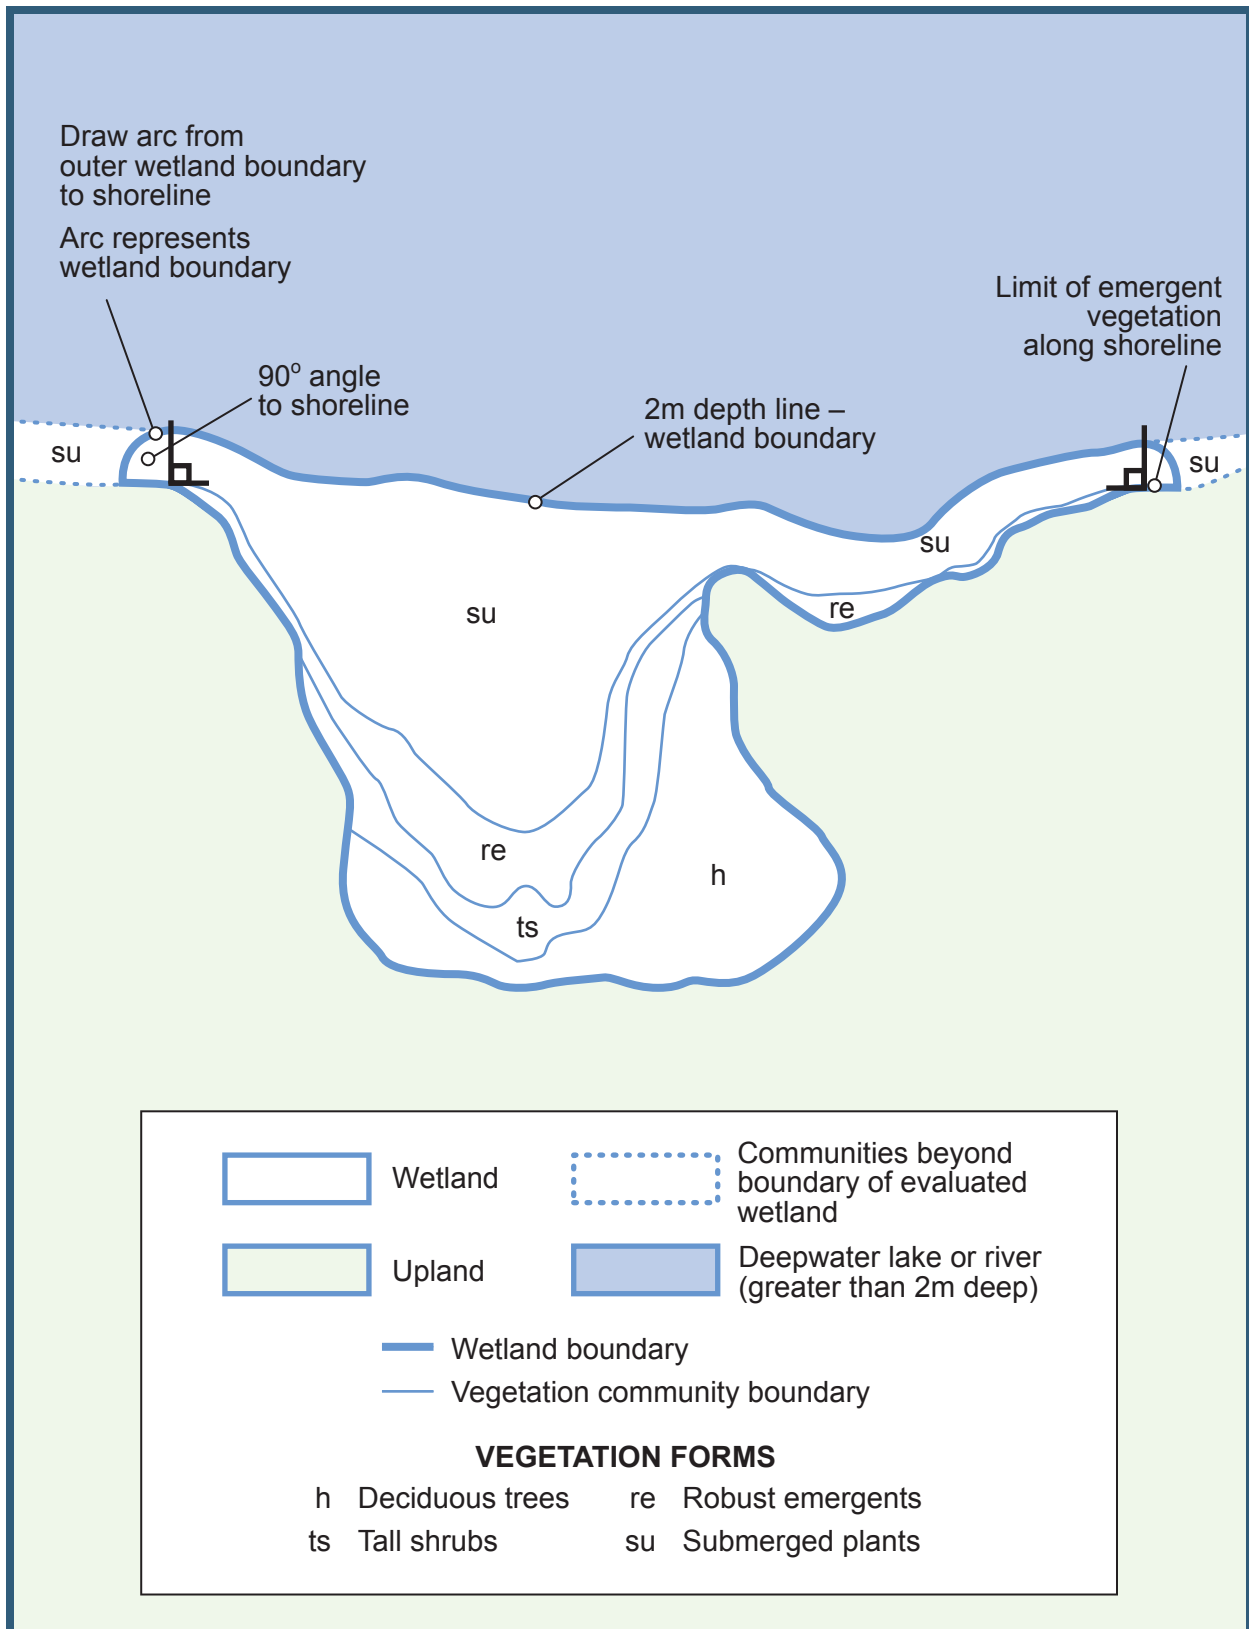 Draw arc from
outer wetland boundary
to shoreline
Arc represents
wetland boundary
Limit of emergent
vegetation
along shoreline
90° angle
to shoreline
2m depth line –
wetland boundary
su
su
su
su
re
re
h
ts
Wetland
Communities beyond
boundary of evaluated
wetland
Upland
Deepwater lake or river
(greater than 2m deep)
Wetland boundary
Vegetation community boundary
VEGETATION FORMS
h Deciduous trees re Robust emergents
ts Tall shrubs su Submerged plants